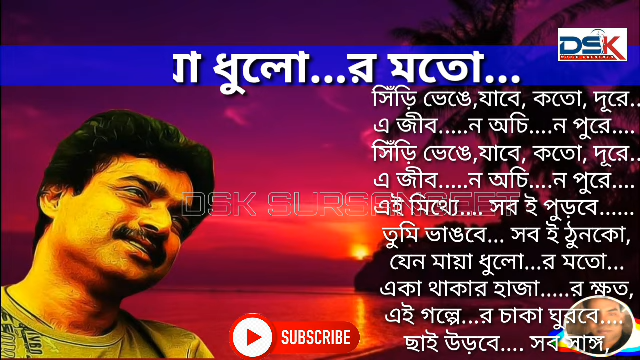 DSK
মায়া ধুলো...র মতো...
সিঁড়ি ভেঙে,যাবে, কতো, দূরে..
এ জীব.....ন অচি....ন পুরে....
সিঁড়ি ভেঙে,যাবে, কতো, দূরে..
এ জীব.....ন অচি....ন পুরে....
এই মিথ্যে.... সব ই পুড়বে......
DSK SURSANGEET
তুমি ভাঙবে... সব ই ঠুনকো,
যেন মায়া ধুলো...র মতো...
একা থাকার হাজা.....র ক্ষত,
এই গল্পে...র চাকা ঘুরবে....
ছাই উড়বে.... সব সাঙ্গ,
SUBSCRIBE